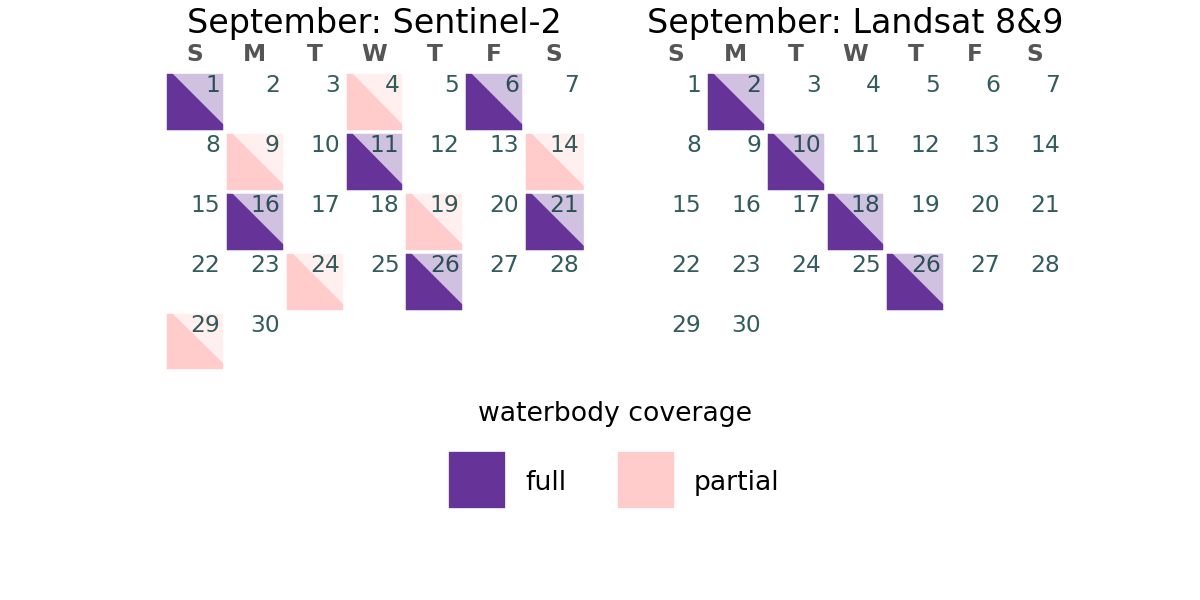 September: Sentinel-2
S M T W T F S
1 2 3 4 5 6 7
8 9 10 11 12 13 14
15 16 17 18 19 20 21
22 23 24 25 26 27 28
29 30
September: Landsat 8&9
S M T W T F S
1 2 3 4 5 6 7
8 9 10 11 12 13 14
15 16 17 18 19 20 21
22 23 24 25 26 27 28
29 30
waterbody coverage
full partial